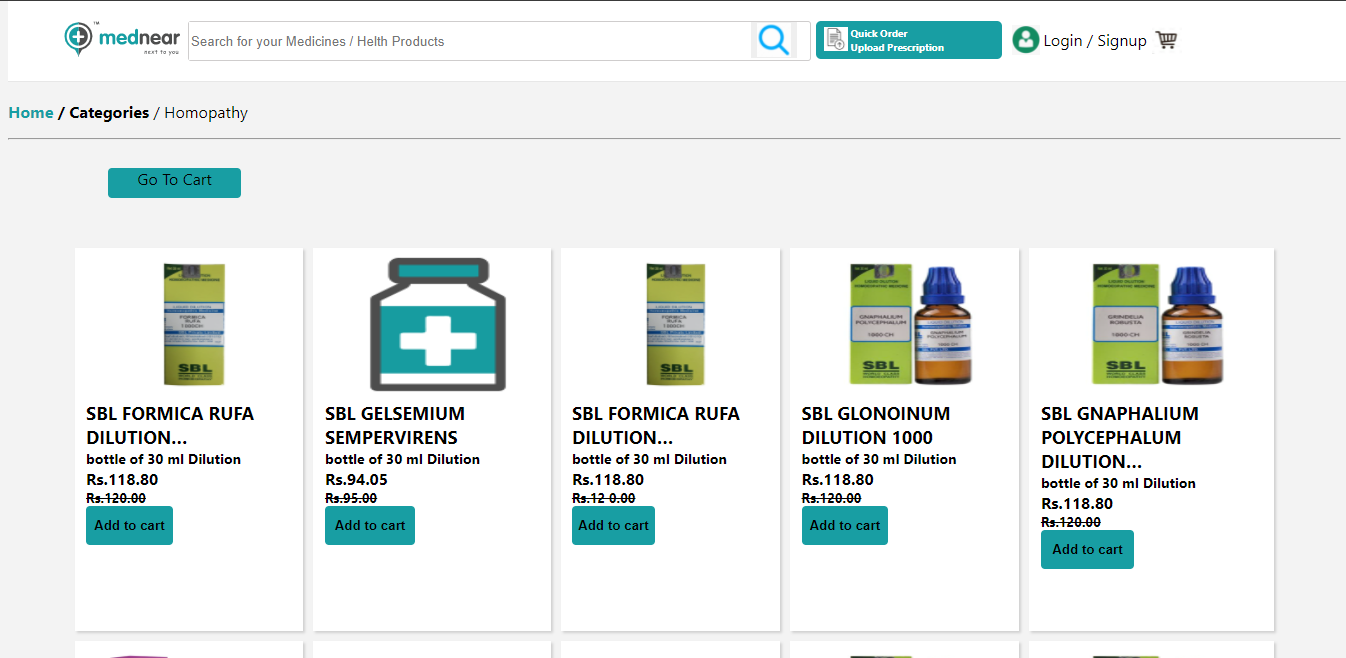 mednear™
next to you
Search for your Medicines / Helth Products
Quick Order
Upload Prescription
Login / Signup
Home / Categories / Homopathy
Go To Cart
FORMICA
RUFA
1000CH
SBL
FORMICA
RUFA
1000CH
SBL
GNAPHALIUM
POLYCEPHALUM
1000-CH
SBL
GRINDELIA
ROBUSTA
1000-CH
SBL
SBL FORMICA RUFA
DILUTION...
bottle of 30 ml Dilution
Rs.118.80
Rs.120.00
Add to cart
SBL GELSEMIUM
SEMPERVIRENS
bottle of 30 ml Dilution
Rs.94.05
Rs.95.00
Add to cart
SBL FORMICA RUFA
DILUTION...
bottle of 30 ml Dilution
Rs.118.80
Rs.12 0.00
Add to cart
SBL GLONOINUM
DILUTION 1000
bottle of 30 ml Dilution
Rs.118.80
Rs.120.00
Add to cart
SBL GNAPHALIUM
POLYCEPHALUM
DILUTION...
bottle of 30 ml Dilution
Rs.118.80
Rs.120.00
Add to cart